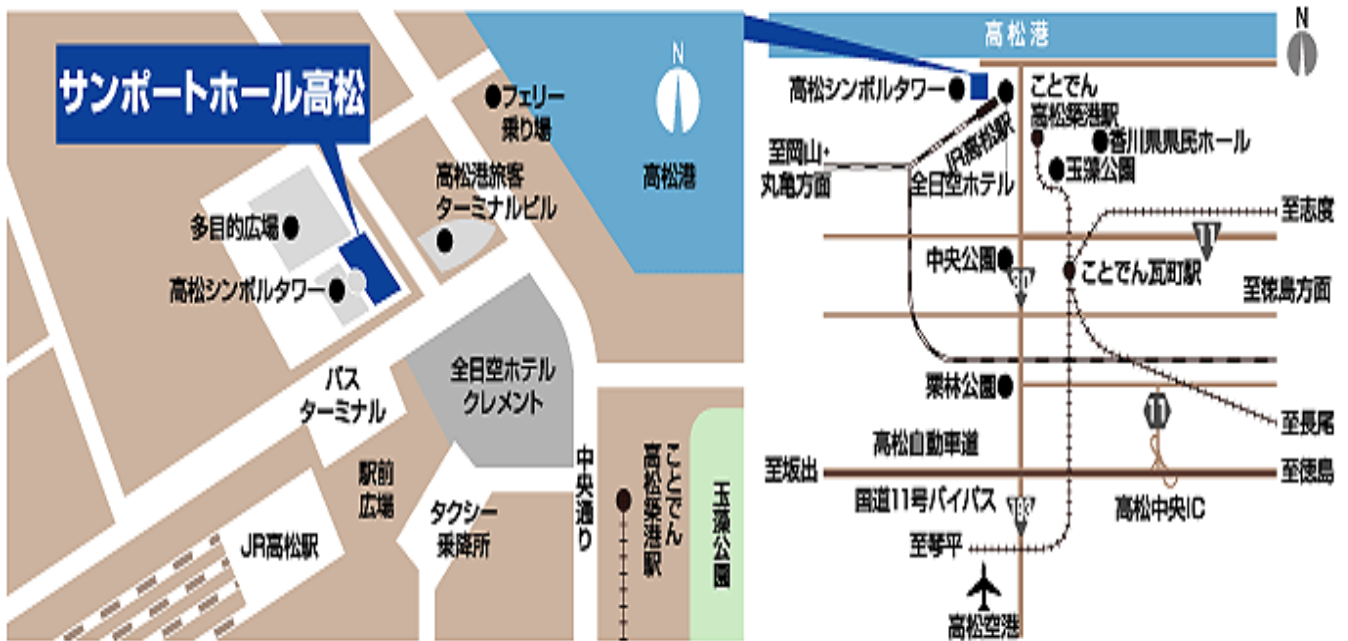 サンポートホール高松
N
フェリー
乗り場
高松港旅客
ターミナルビル
高松港
多目的広場
高松シンボルタワー
バス
ターミナル
全日空ホテル
クレメント
駅前
広場
タクシー
乗降所
JR高松駅
中央通り
ことでん
高松築港駅
玉藻公園
高松港
N
高松シンボルタワー
JR高松駅
ことでん
高松築港駅
香川県県民ホール
玉藻公園
至岡山・
丸亀方面
全日空ホテル
至志度
11
中央公園
30
ことでん瓦町駅
至徳島方面
栗林公園
11
至長尾
高松自動車道
至坂出
至徳島
国道11号バイパス
193
高松中央IC
至琴平
高松空港